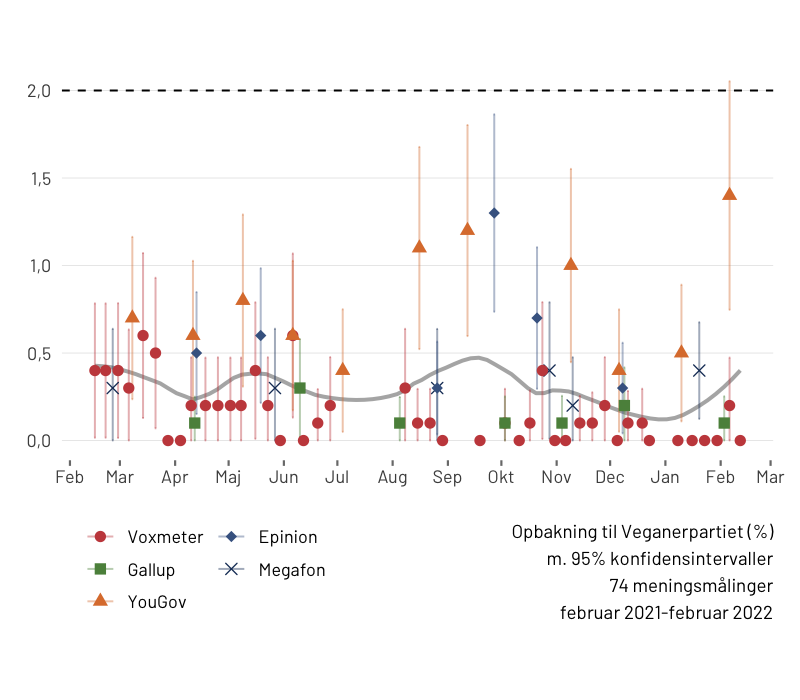 2,0
1,5
1,0
0,5
0,0
Feb Mar Apr Maj Jun Jul Aug Sep Okt Nov Dec Jan Feb Mar
Voxmeter Epinion
Gallup Megafon
YouGov
Opbakning til Veganerpartiet (%)
m. 95% konfidensintervaller
74 meningsmålinger
februar 2021-februar 2022